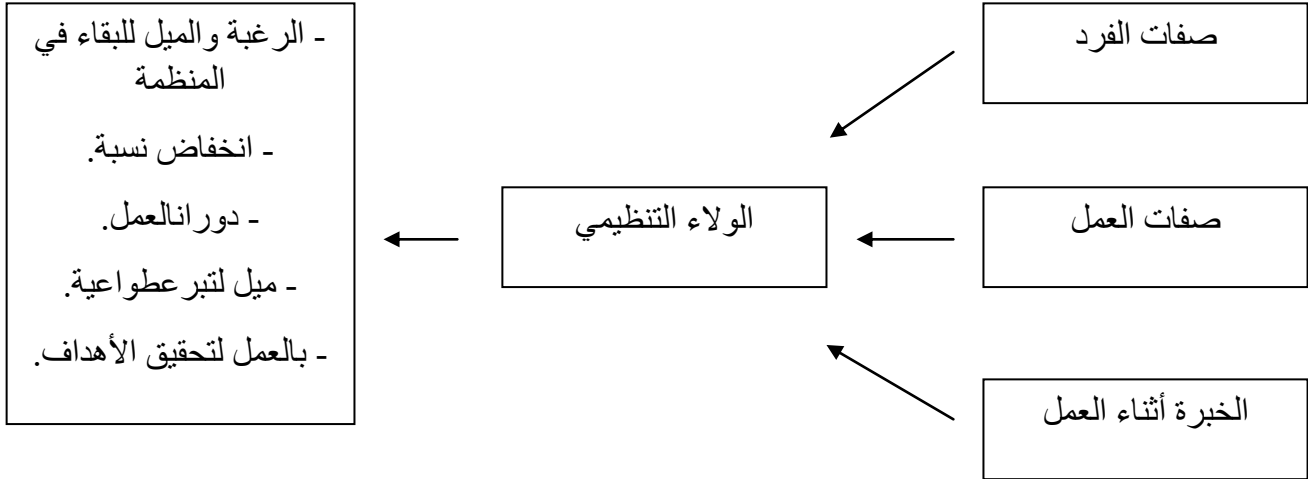 صفات الفرد
صفات العمل
الخبرة أثناء العمل
الولاء التنظيمي
- الرغبة والميل للبقاء في
المنظمة
- انخفاض نسبة.
- دورانالعمل.
- ميل لتبرعطواعية.
- بالعمل لتحقيق الأهداف.